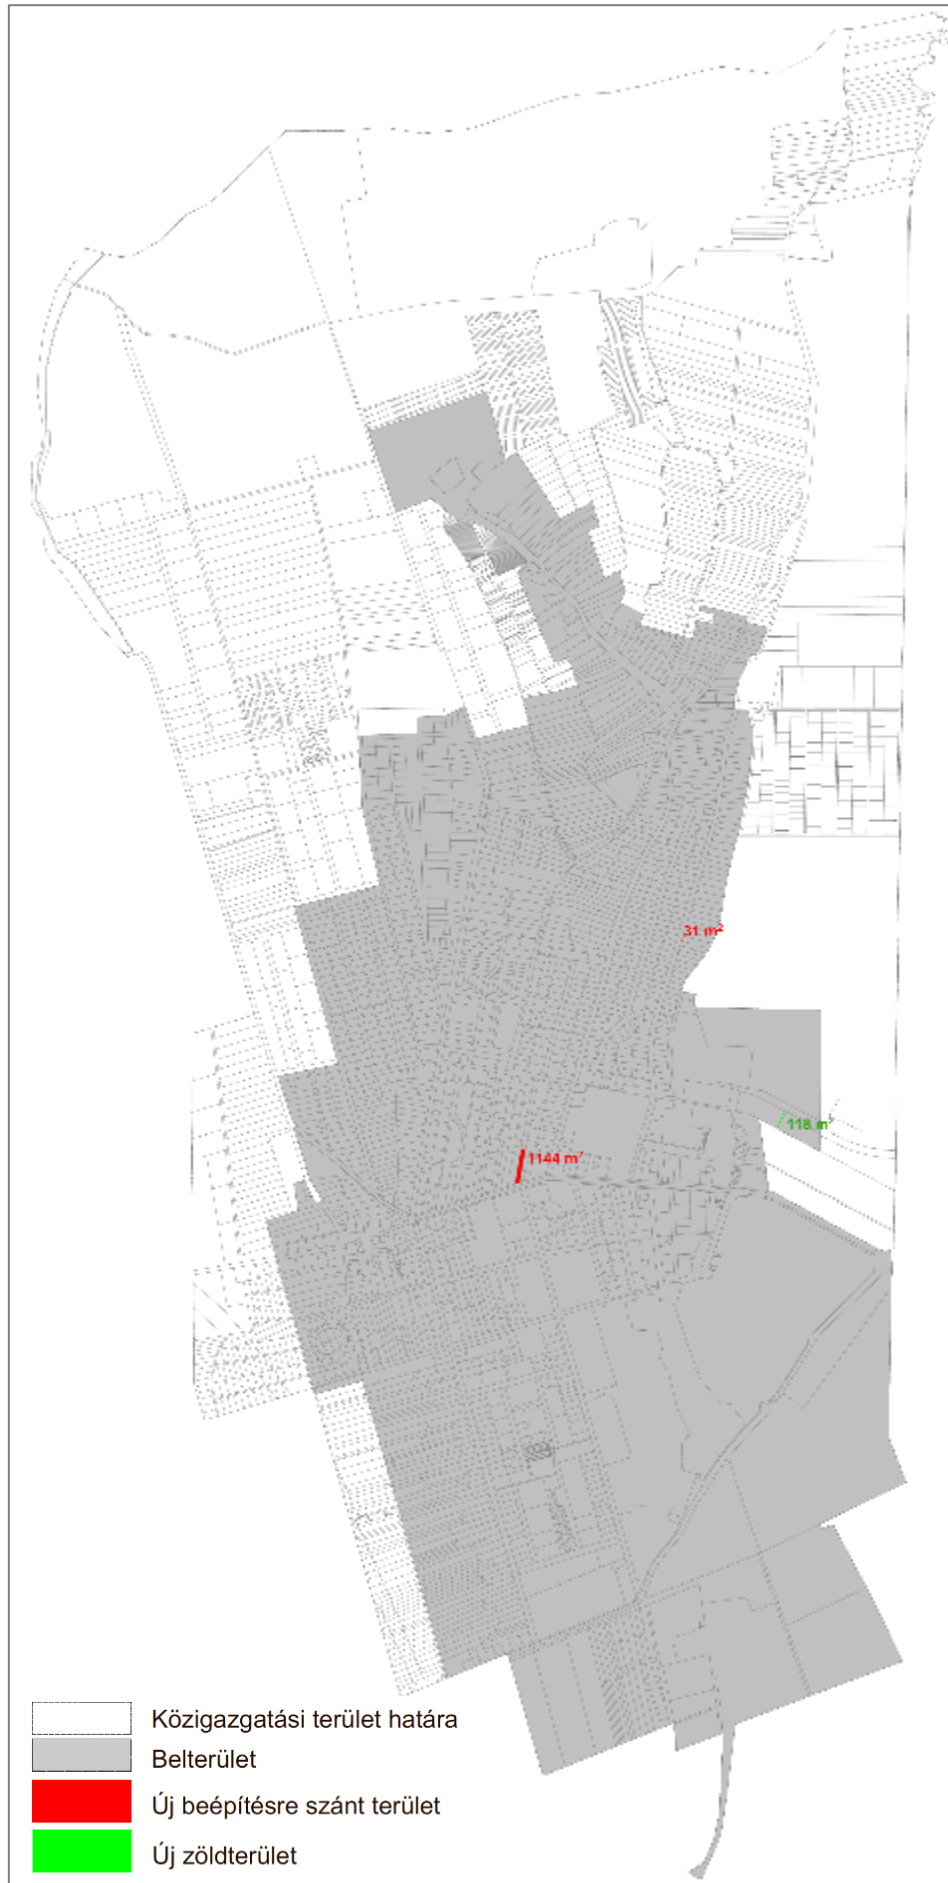 31 m²
118 m²
1144 m²
Közigazgatási terület határa
Belterület
Új beépítésre szánt terület
Új zöldterület